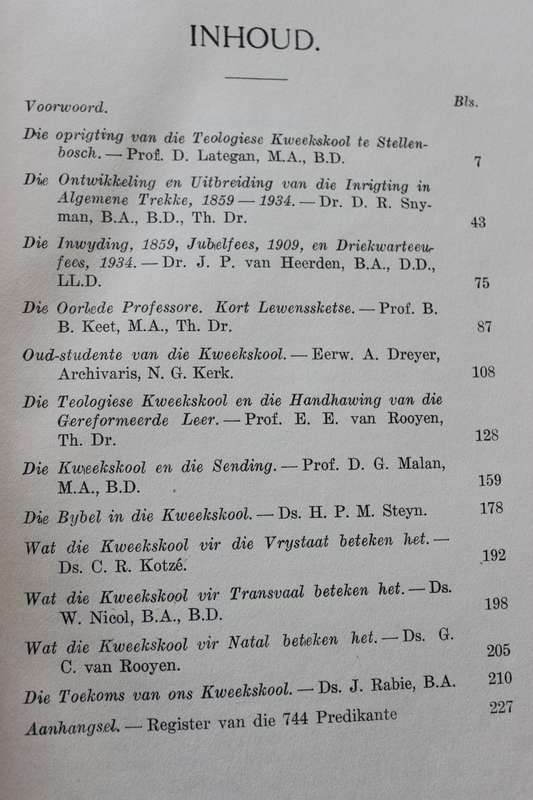 INHOUD.
Voorwoord. Bls.
Die oprigting van die Teologiese Kweekskool te Stellen-
bosch. — Prof. D. Lategan, M.A., B.D. 7
Die Ontwikkeling en Uitbreiding van die Inrigting in
Algemene Trekke, 1859 — 1934. — Dr. D. R. Sny-
man, B.A., B.D., Th. Dr. 43
Die Inwyding, 1859, Jubelfees, 1909, en Driekwarteeu-
fees, 1934. — Dr. J. P. van Heerden, B.A., D.D.,
LL.D. 75
Die Oorlede Professore. Kort Lewenssketse. — Prof. B.
B. Keet, M.A., Th. Dr. 87
Oud-studente van die Kweekskool. — Eerw. A. Dreyer,
Archivaris, N. G. Kerk. 108
Die Teologiese Kweekskool en die Handhawing van die
Gereformeerde Leer. — Prof. E. E. van Rooyen,
Th. Dr. 128
Die Kweekskool en die Sending. — Prof. D. G. Malan,
M.A., B.D. 159
Die Bybel in die Kweekskool. — Ds. H. P. M. Steyn. 178
Wat die Kweekskool vir die Vrystaat beteken het. —
Ds. C. R. Kotzé. 192
Wat die Kweekskool vir Transvaal beteken het. — Ds.
W. Nicol, B.A., B.D. 198
Wat die Kweekskool vir Natal beteken het. — Ds. G.
C. van Rooyen. 205
Die Toekoms van ons Kweekskool. — Ds. J. Rabie, B.A. 210
Aanhangsel. — Register van die 744 Predikante 227